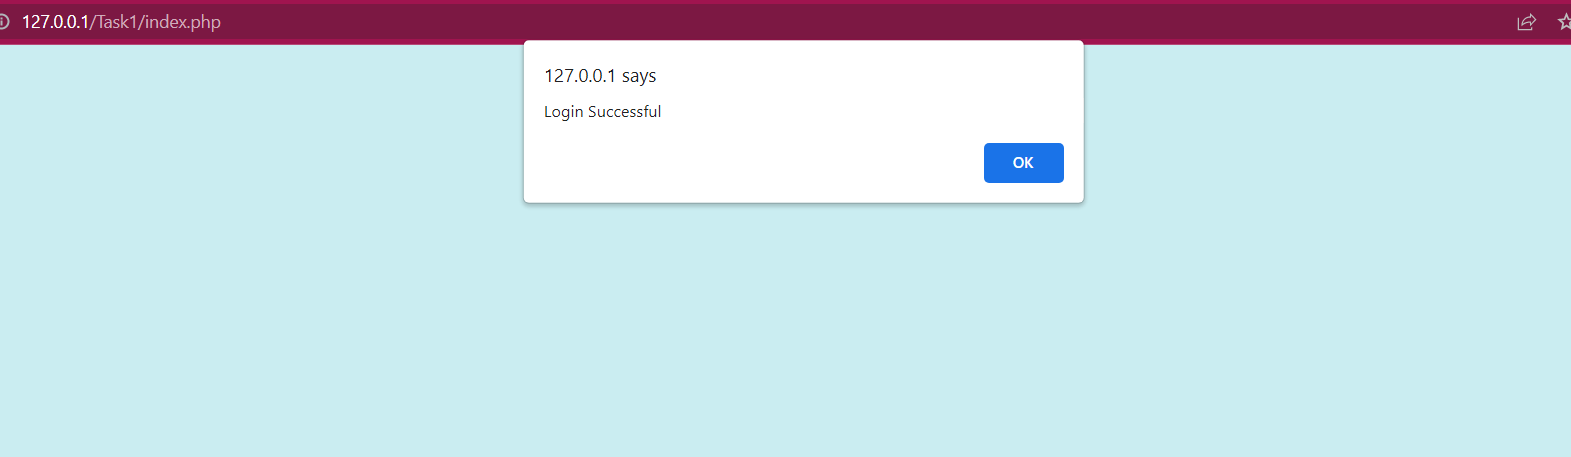 127.0.0.1/Task1/index.php
127.0.0.1 says
Login Successful
OK